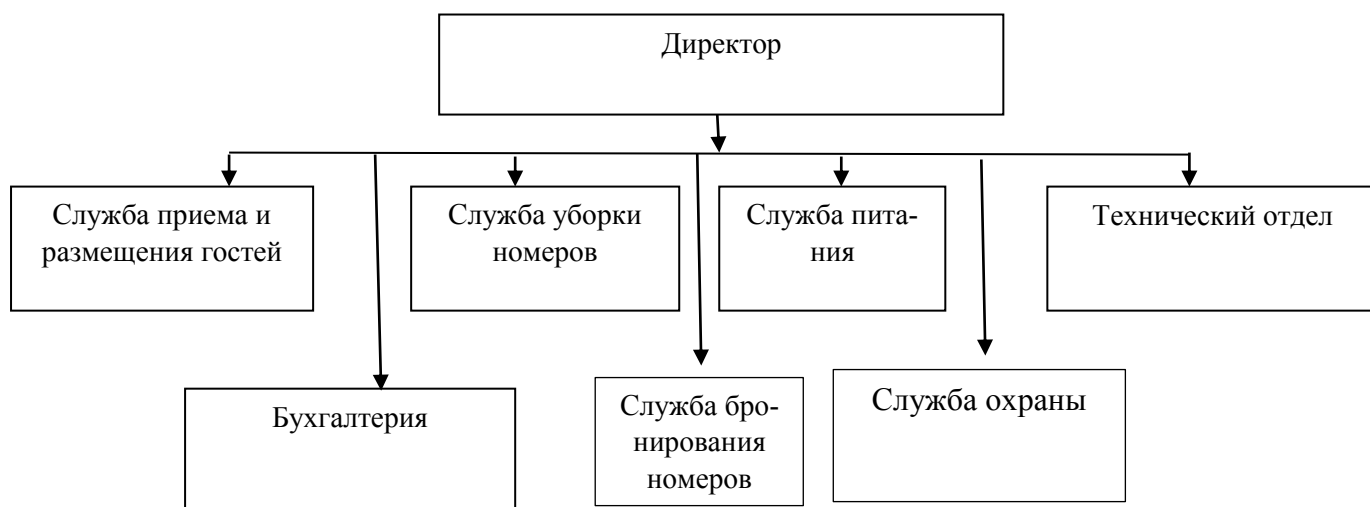 Директор
Служба приема и
размещения гостей
Служба уборки
номеров
Служба пита-
ния
Технический отдел
Бухгалтерия
Служба бро-
нирования
номеров
Служба охраны